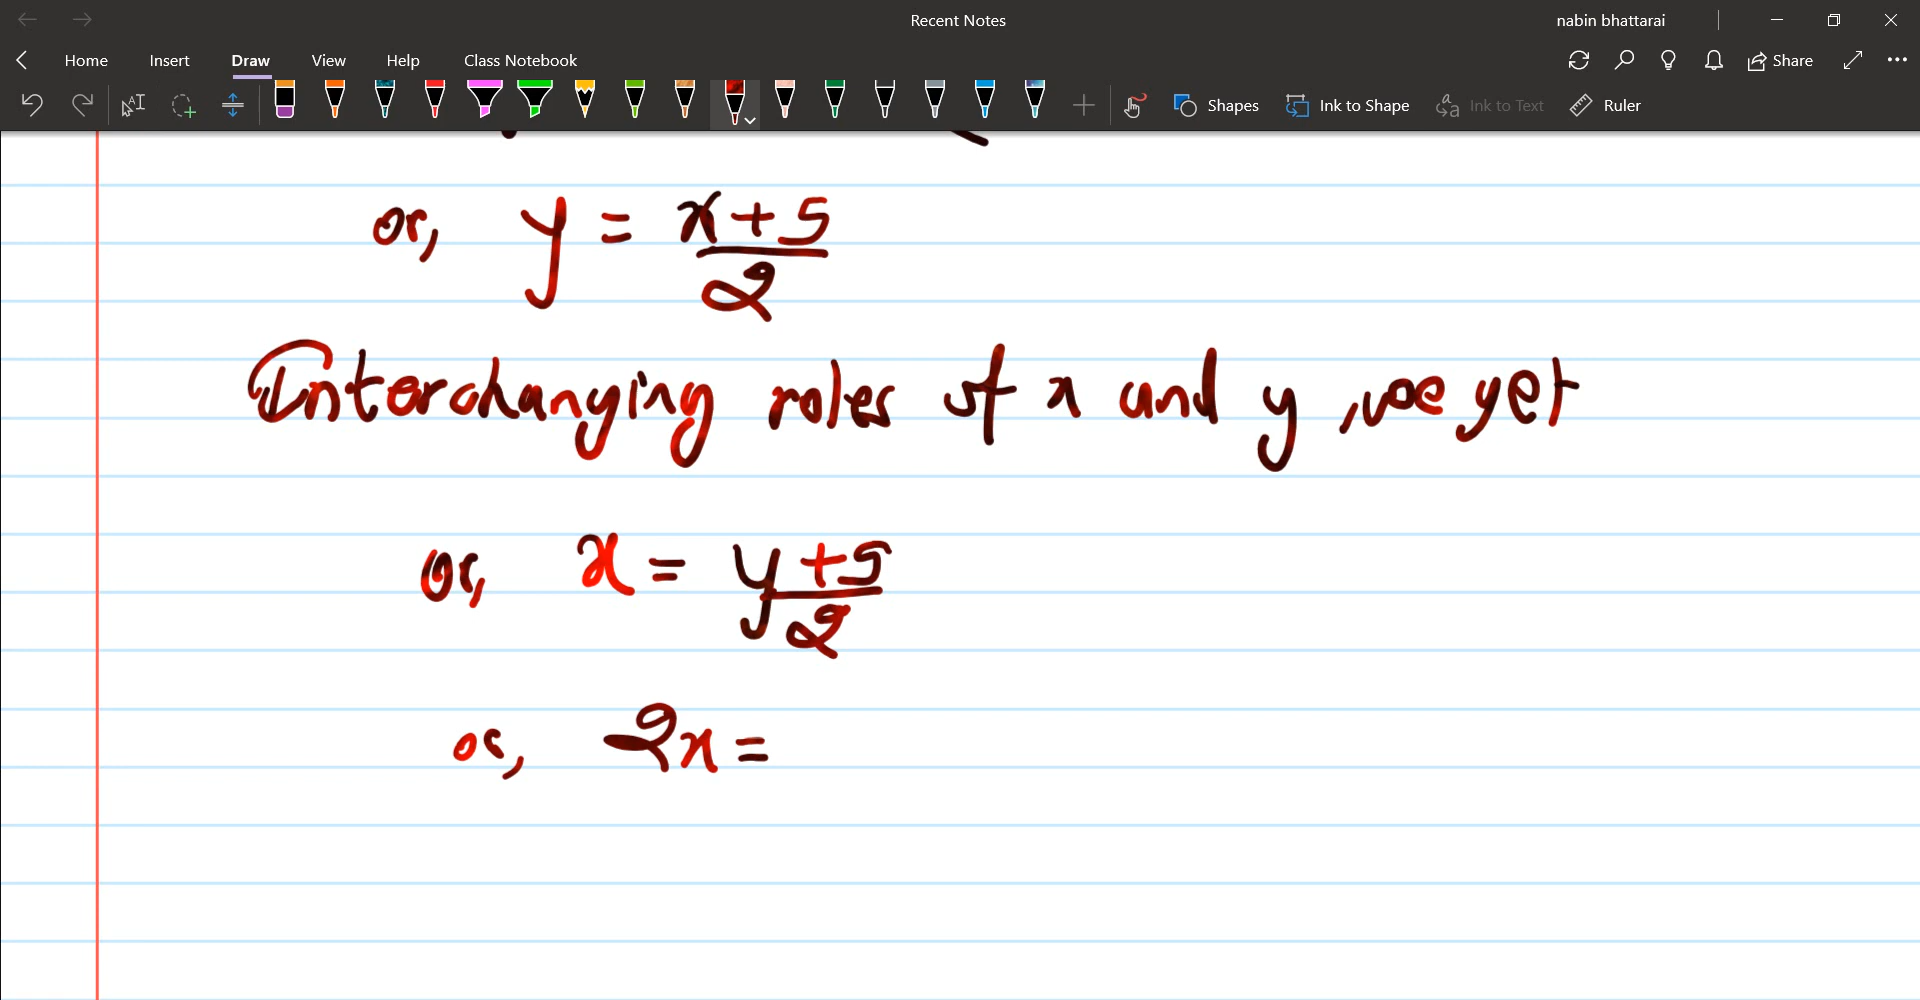 Recent Notes
nabin bhattarai
Home Insert Draw View Help Class Notebook Share
Shapes Ink to Shape Ink to Text Ruler
or, y = x+5
2
Interchanging roles of x and y, we get
or, x = y+5
2
or, 2x =